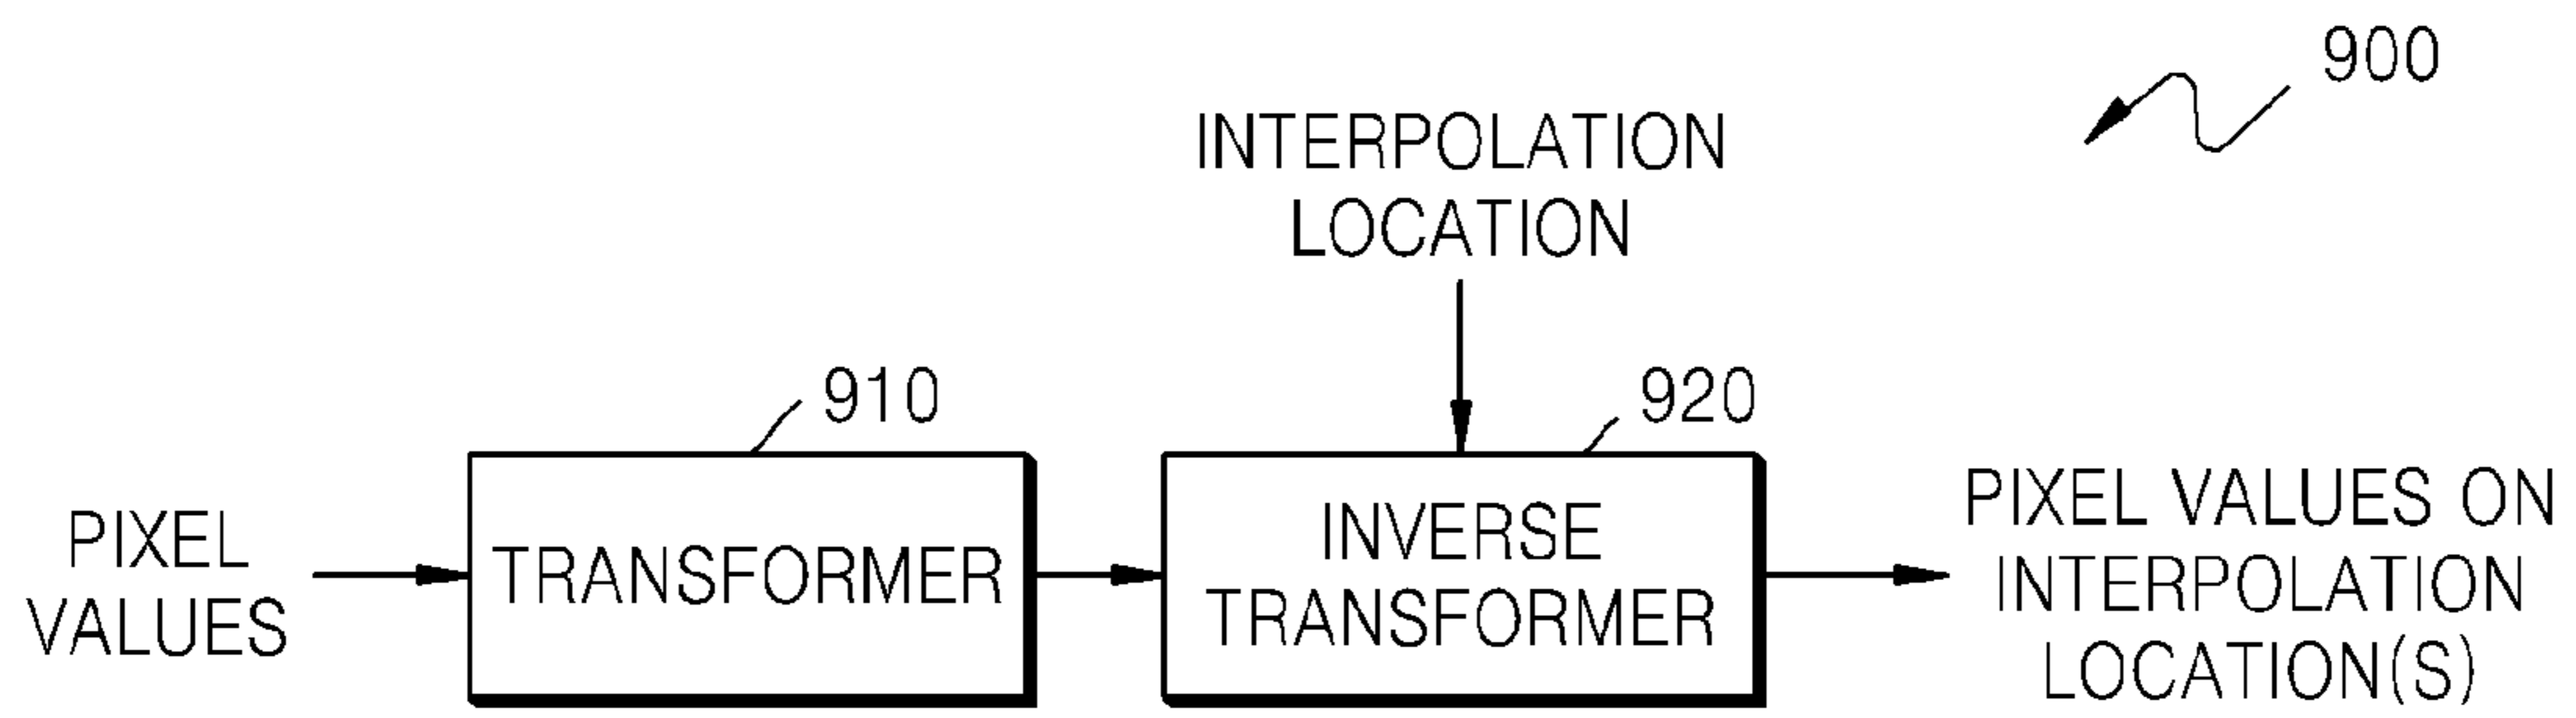 900
INTERPOLATION
LOCATION
910
920
PIXEL
VALUES
TRANSFORMER
INVERSE
TRANSFORMER
PIXEL VALUES ON
INTERPOLATION
LOCATION(S)